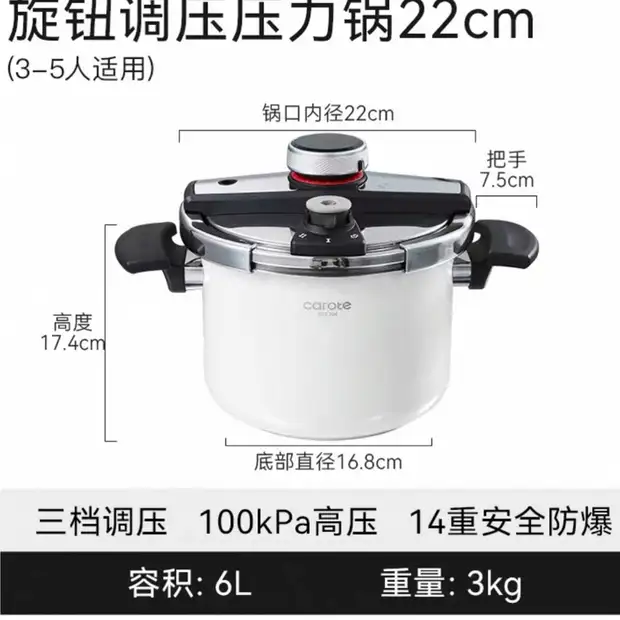 旋钮调压压力锅22cm
(3-5人适用)
锅口内径22cm
把手
7.5cm
高度
17.4cm
carote
底部直径16.8cm
三档调压 100kPa高压 14重安全防爆
容积: 6L 重量: 3kg